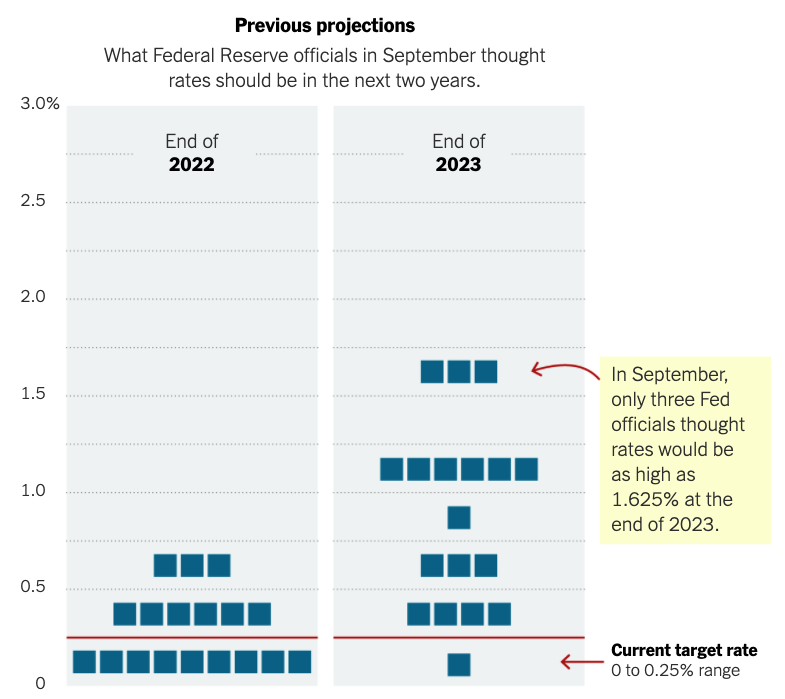 Previous projections
What Federal Reserve officials in September thought
rates should be in the next two years.
3.0%
End of
2022
End of
2023
2.5
2.0
1.5
1.0
0.5
0
In September,
only three Fed
officials thought
rates would be
as high as
1.625% at the
end of 2023.
Current target rate
0 to 0.25% range